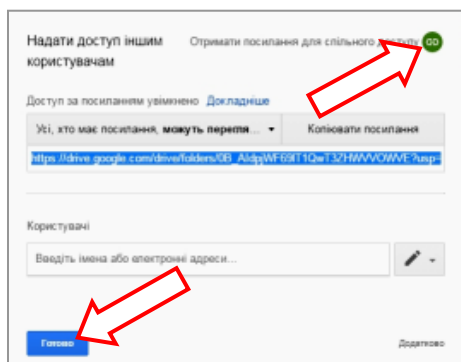 Надати доступ іншим користувачам
Отримати посилання для спільного доступу
Доступ за посиланням увімкнено Докладніше
Усі, хто має посилання, можуть перегля... Копіювати посилання
Користувачі
Введіть імена або електронні адреси...
Готово
Додатково